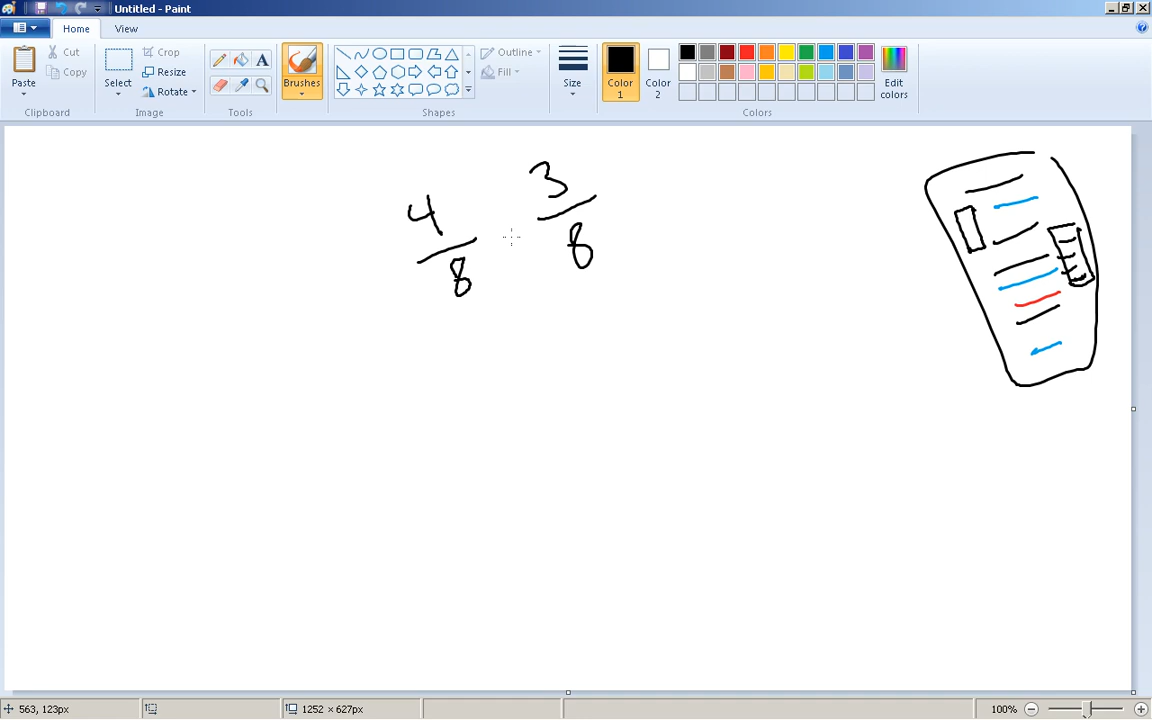 Untitled - Paint
Home View
Paste
Cut
Copy
Clipboard
Select
Crop
Resize
Rotate
Image
Tools
Brushes
Shapes
Outline
Fill
Size
Color 1
Color 2
Edit colors
Colors
4/8 3/8
563, 123px
1252 × 627px
100%